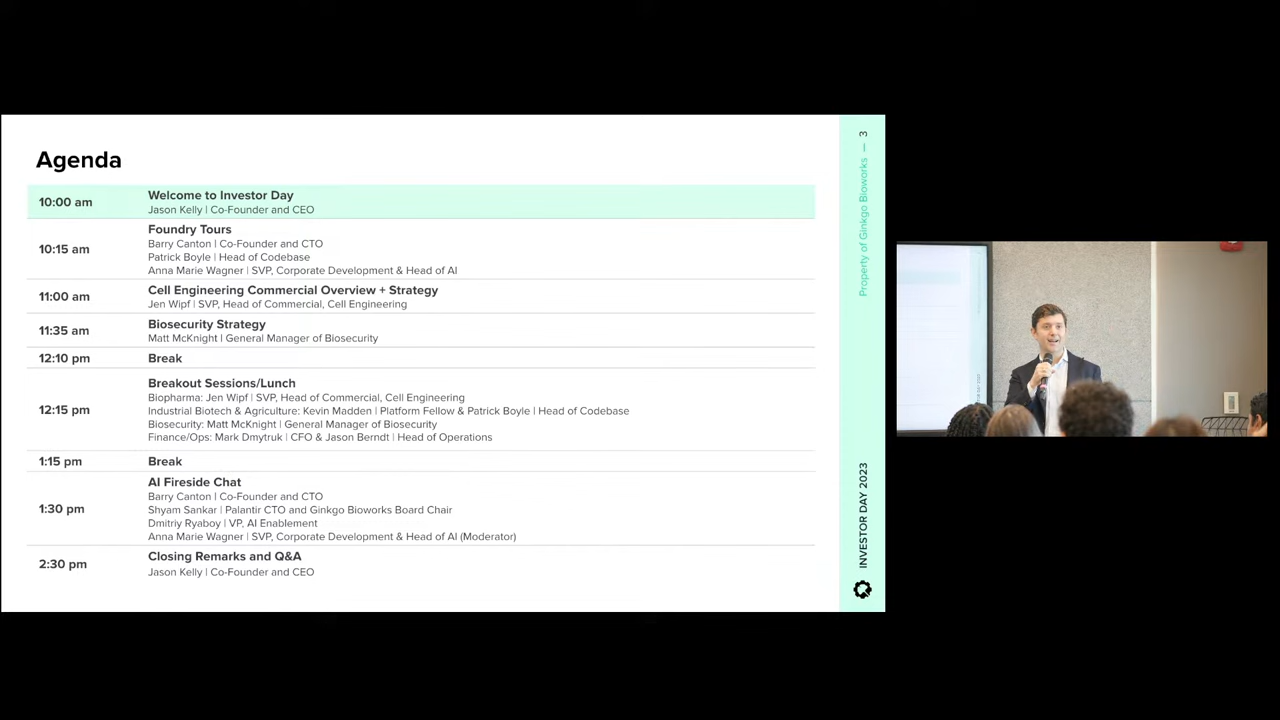 Agenda
10:00 am
Welcome to Investor Day
Jason Kelly | Co-Founder and CEO
10:15 am
Foundry Tours
Barry Canton | Co-Founder and CTO
Patrick Boyle | Head of Codebase
Anna Marie Wagner | SVP, Corporate Development & Head of AI
11:00 am
Cell Engineering Commercial Overview + Strategy
Jen Wipf | SVP, Head of Commercial, Cell Engineering
11:35 am
Biosecurity Strategy
Matt McKnight | General Manager of Biosecurity
12:10 pm
Break
12:15 pm
Breakout Sessions/Lunch
Biopharma: Jen Wipf | SVP, Head of Commercial, Cell Engineering
Industrial Biotech & Agriculture: Kevin Madden | Platform Fellow & Patrick Boyle | Head of Codebase
Biosecurity: Matt McKnight | General Manager of Biosecurity
Finance/Ops: Mark Dmytruk | CFO & Jason Berndt | Head of Operations
1:15 pm
Break
1:30 pm
AI Fireside Chat
Barry Canton | Co-Founder and CTO
Shyam Sankar | Palantir CTO and Ginkgo Bioworks Board Chair
Dmitriy Ryaboy | VP, AI Enablement
Anna Marie Wagner | SVP, Corporate Development & Head of AI (Moderator)
2:30 pm
Closing Remarks and Q&A
Jason Kelly | Co-Founder and CEO
Property of Ginkgo Bioworks — 3
INVESTOR DAY 2023